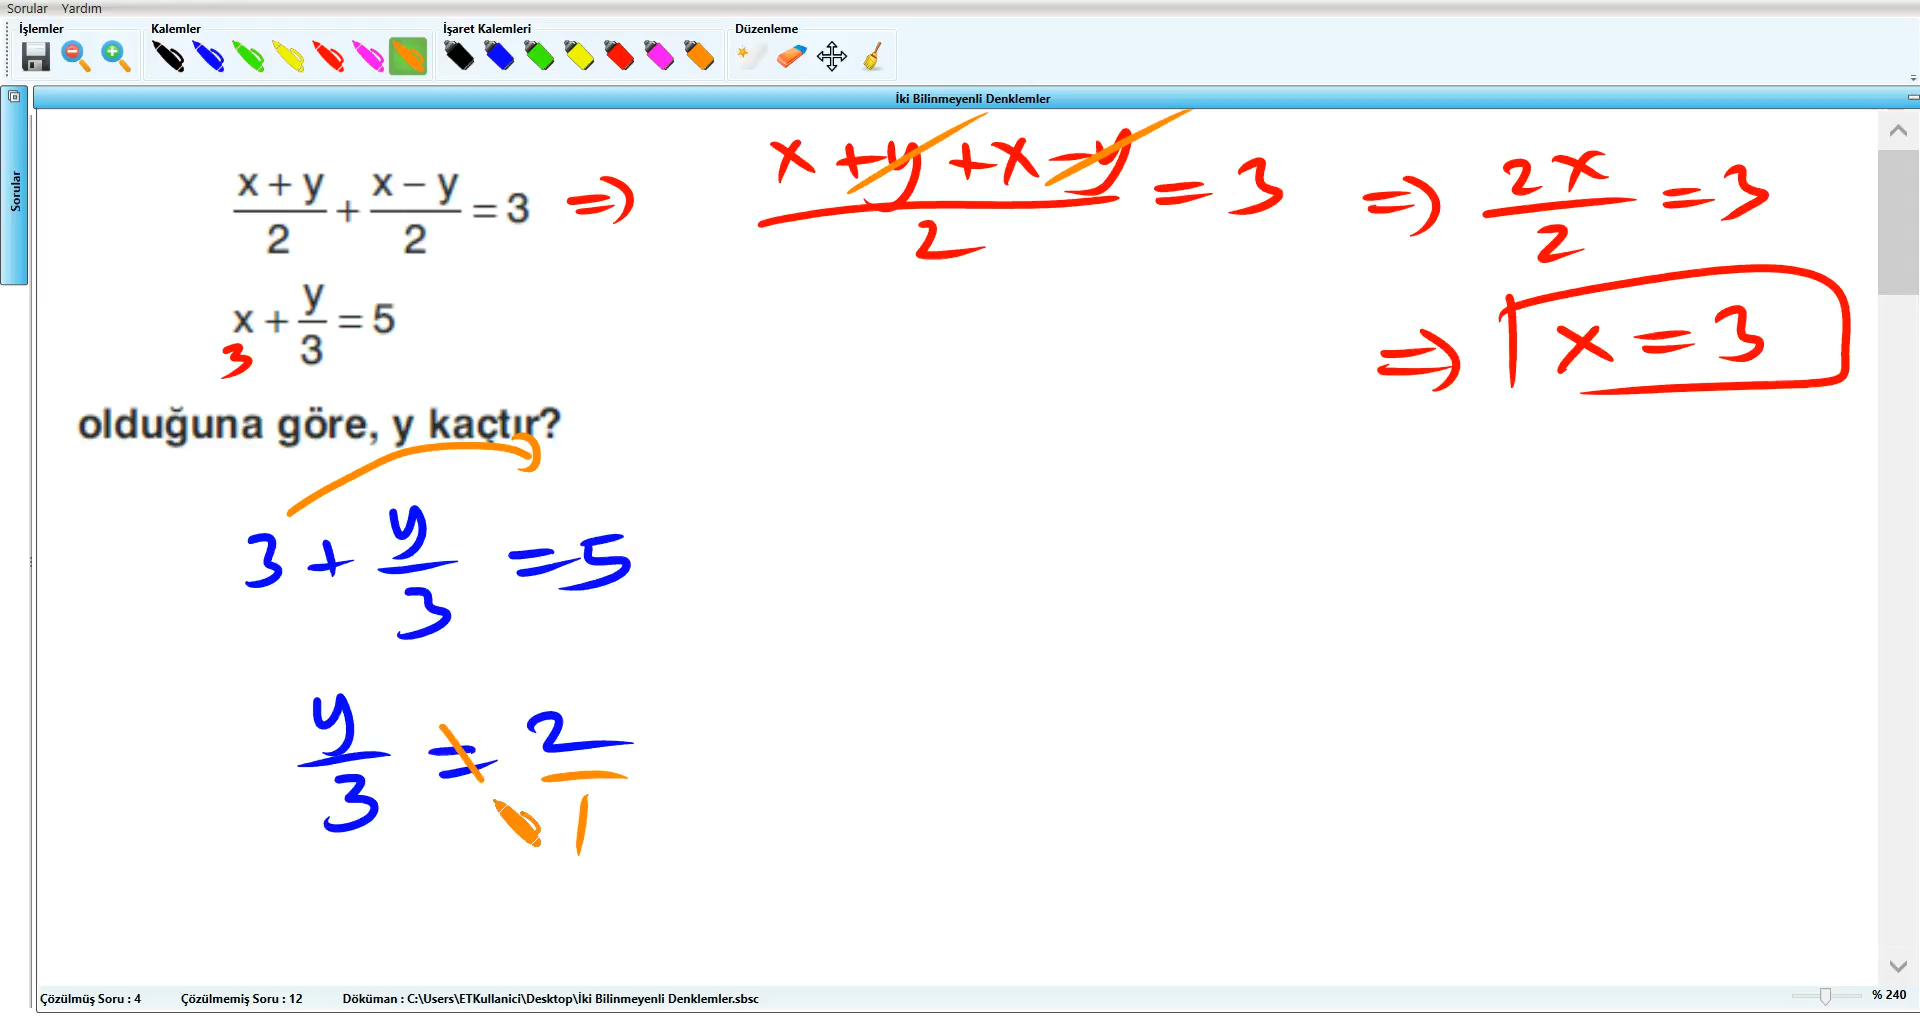 Sorular Yardım
İşlemler Kalemler İşaret Kalemleri Düzenleme
Sorular
İki Bilinmeyenli Denklemler
x + y / 2 + x − y / 2 = 3 ⇒ x + y + x − y / 2 = 3 ⇒ 2x / 2 = 3
x + y / 3 = 5
3
⇒ x = 3
olduğuna göre, y kaçtır?
3 + y / 3 = 5
y / 3 = 2 / 1
Çözülmüş Soru : 4 Çözülmemiş Soru : 12 Döküman : C:\Users\ETKullanici\Desktop\İki Bilinmeyenli Denklemler.sbsc % 240